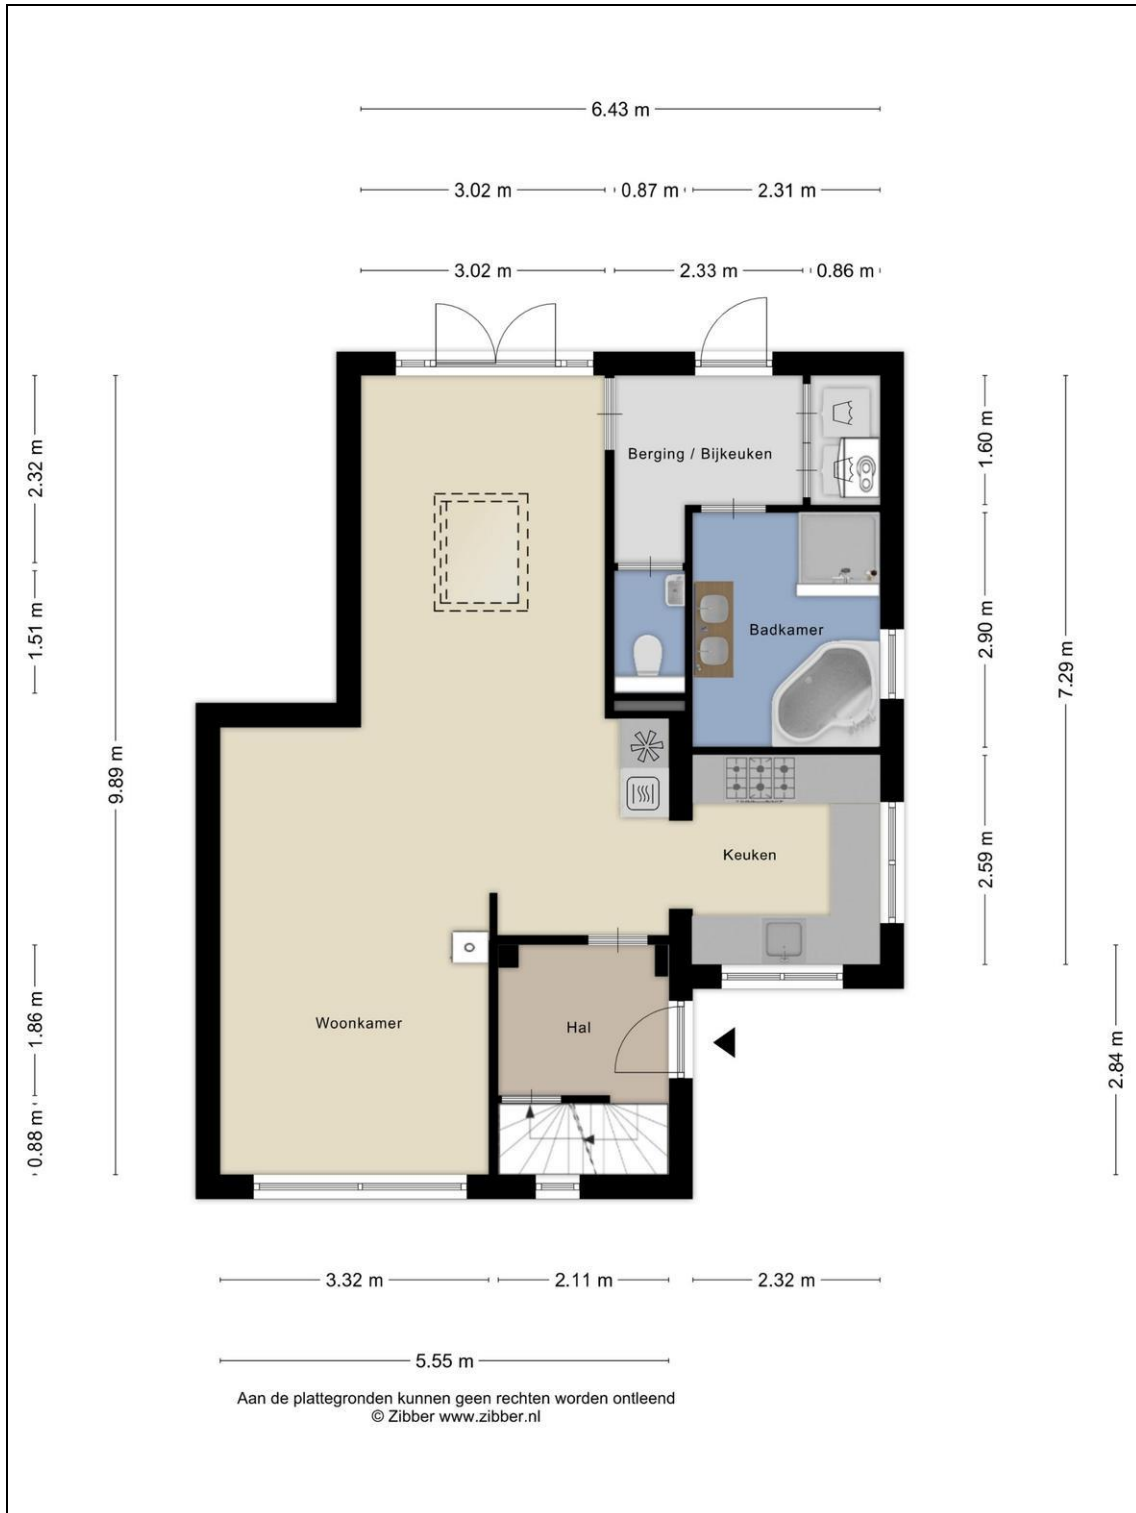 6.43 m
3.02 m
0.87 m
2.31 m
3.02 m
2.33 m
0.86 m
2.32 m
1.51 m
9.89 m
1.86 m
0.88 m
1.60 m
2.90 m
7.29 m
2.59 m
2.84 m
Berging / Bijkeuken
Badkamer
Keuken
Woonkamer
Hal
3.32 m
2.11 m
2.32 m
5.55 m
Aan de plattegronden kunnen geen rechten worden ontleend
© Zibber www.zibber.nl